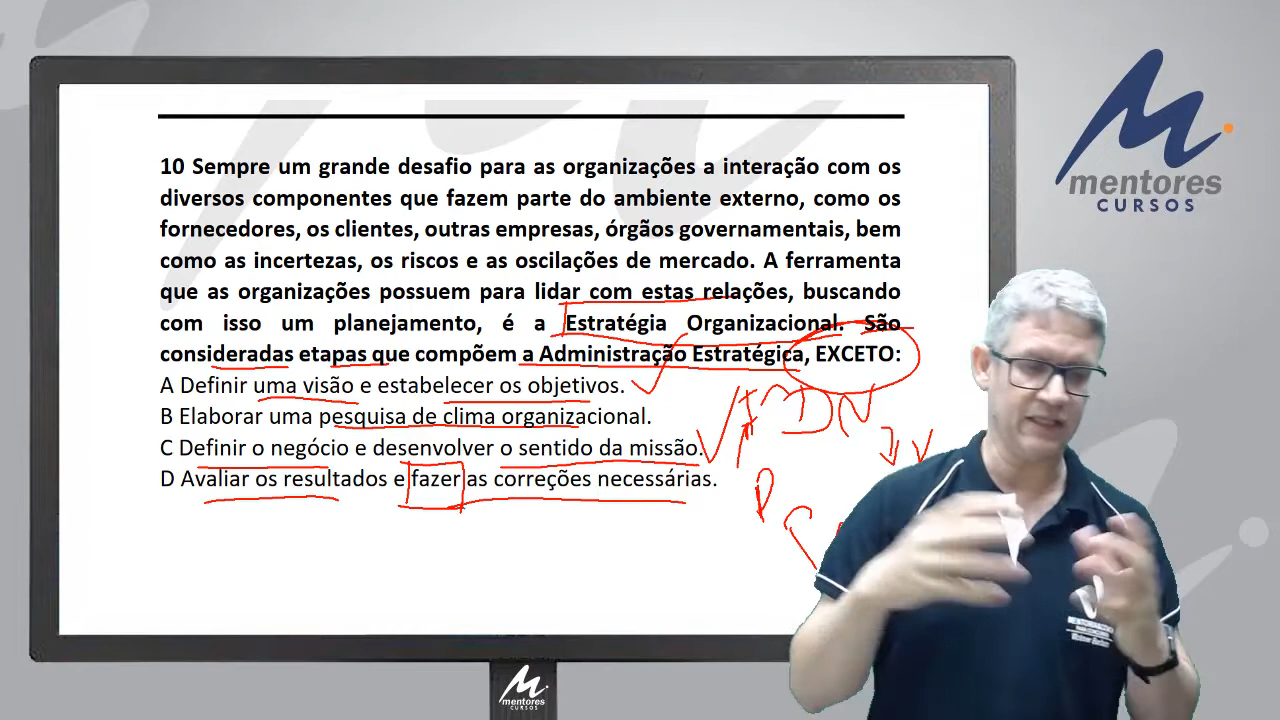 mentores
CURSOS
10 Sempre um grande desafio para as organizações a interação com os
diversos componentes que fazem parte do ambiente externo, como os
fornecedores, os clientes, outras empresas, órgãos governamentais, bem
como as incertezas, os riscos e as oscilações de mercado. A ferramenta
que as organizações possuem para lidar com estas relações, buscando
com isso um planejamento, é a Estratégia Organizacional. São
consideradas etapas que compõem a Administração Estratégica, EXCETO:
A Definir uma visão e estabelecer os objetivos.
B Elaborar uma pesquisa de clima organizacional.
C Definir o negócio e desenvolver o sentido da missão.
D Avaliar os resultados e fazer as correções necessárias.
mentores
CURSOS